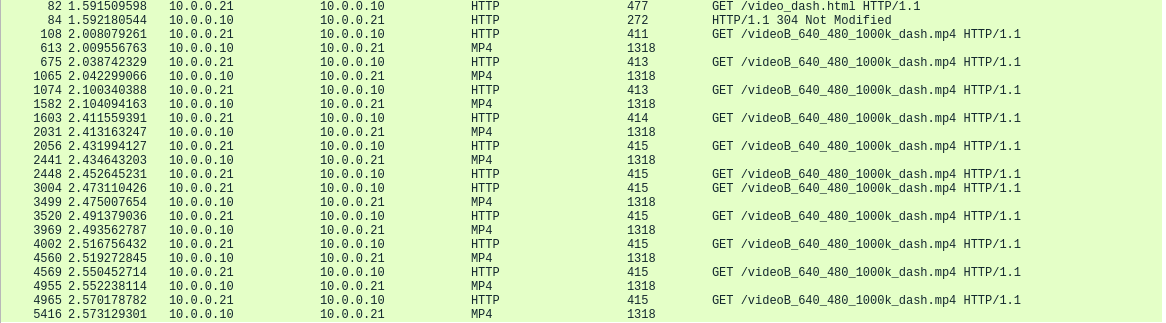 82 1.591509598 10.0.0.21 10.0.0.10 HTTP 477 GET /video_dash.html HTTP/1.1
84 1.592180544 10.0.0.10 10.0.0.21 HTTP 272 HTTP/1.1 304 Not Modified
108 2.008079261 10.0.0.21 10.0.0.10 HTTP 411 GET /videoB_640_480_1000k_dash.mp4 HTTP/1.1
613 2.009556763 10.0.0.10 10.0.0.21 MP4 1318
675 2.038742329 10.0.0.21 10.0.0.10 HTTP 413 GET /videoB_640_480_1000k_dash.mp4 HTTP/1.1
1065 2.042299066 10.0.0.10 10.0.0.21 MP4 1318
1074 2.100340388 10.0.0.21 10.0.0.10 HTTP 413 GET /videoB_640_480_1000k_dash.mp4 HTTP/1.1
1582 2.104094163 10.0.0.10 10.0.0.21 MP4 1318
1603 2.411559391 10.0.0.21 10.0.0.10 HTTP 414 GET /videoB_640_480_1000k_dash.mp4 HTTP/1.1
2031 2.413163247 10.0.0.10 10.0.0.21 MP4 1318
2056 2.431994127 10.0.0.21 10.0.0.10 HTTP 415 GET /videoB_640_480_1000k_dash.mp4 HTTP/1.1
2441 2.434643203 10.0.0.10 10.0.0.21 MP4 1318
2448 2.452645231 10.0.0.21 10.0.0.10 HTTP 415 GET /videoB_640_480_1000k_dash.mp4 HTTP/1.1
3004 2.473110426 10.0.0.21 10.0.0.10 HTTP 415 GET /videoB_640_480_1000k_dash.mp4 HTTP/1.1
3499 2.475007654 10.0.0.10 10.0.0.21 MP4 1318
3520 2.491379036 10.0.0.21 10.0.0.10 HTTP 415 GET /videoB_640_480_1000k_dash.mp4 HTTP/1.1
3969 2.493562787 10.0.0.10 10.0.0.21 MP4 1318
4002 2.516756432 10.0.0.21 10.0.0.10 HTTP 415 GET /videoB_640_480_1000k_dash.mp4 HTTP/1.1
4560 2.519272845 10.0.0.10 10.0.0.21 MP4 1318
4569 2.550452714 10.0.0.21 10.0.0.10 HTTP 415 GET /videoB_640_480_1000k_dash.mp4 HTTP/1.1
4955 2.552238114 10.0.0.10 10.0.0.21 MP4 1318
4965 2.570178782 10.0.0.21 10.0.0.10 HTTP 415 GET /videoB_640_480_1000k_dash.mp4 HTTP/1.1
5416 2.573129301 10.0.0.10 10.0.0.21 MP4 1318